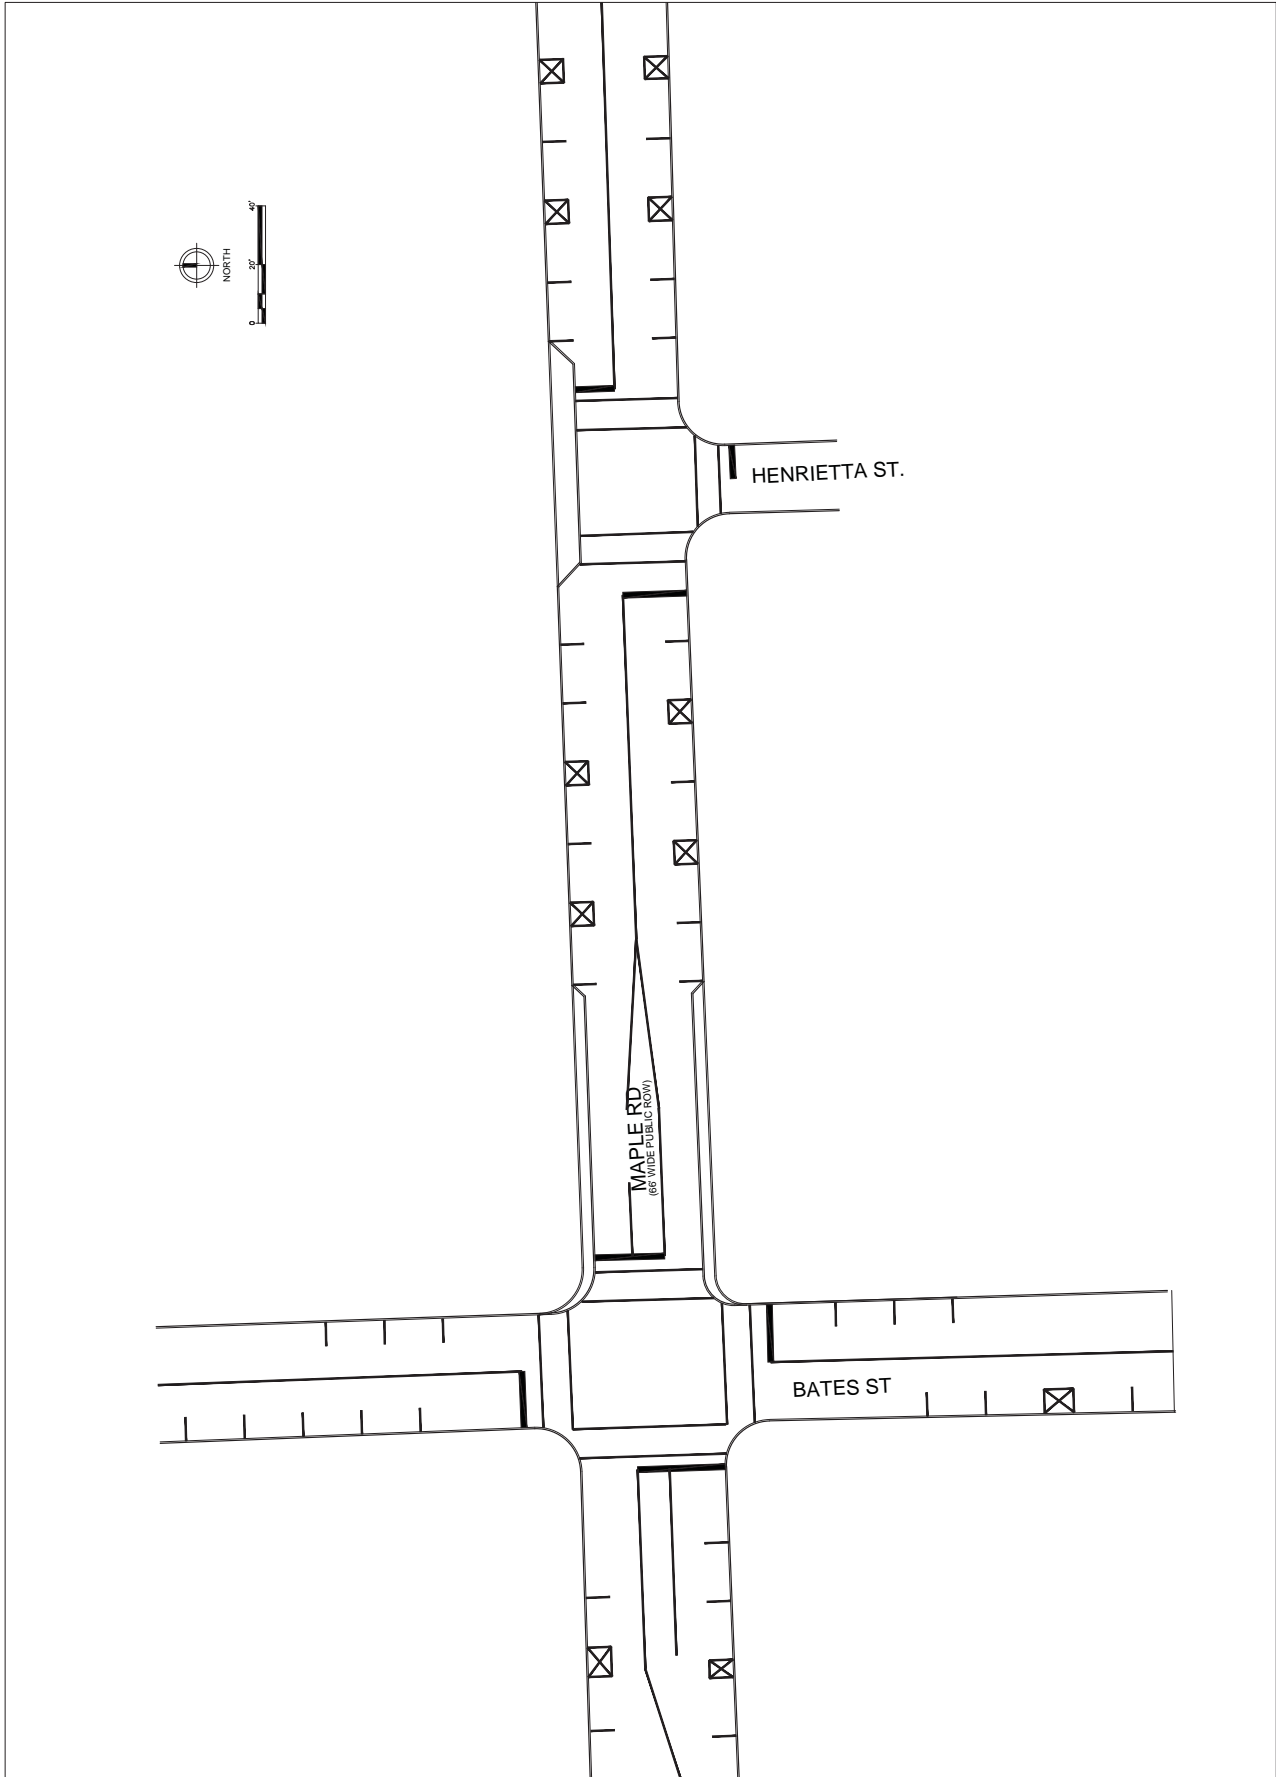 40'
20'
0
NORTH
HENRIETTA ST.
MAPLE RD
(66' WIDE PUBLIC ROW)
BATES ST